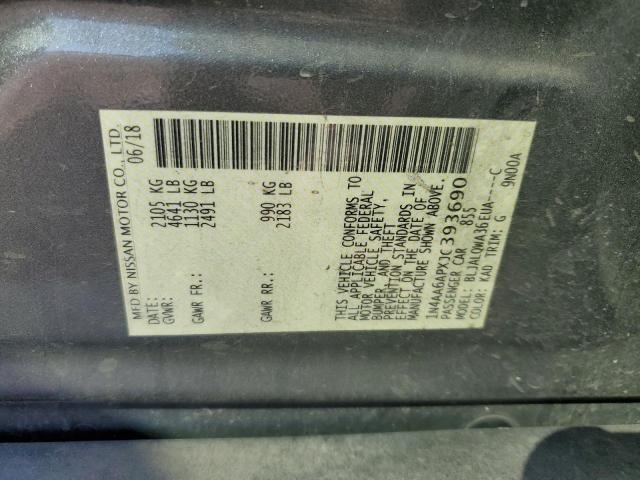 MFD BY NISSAN MOTOR CO., LTD.
DATE: 06/18
GVWR: 2105 KG
4641 LB
GAWR FR.: 1130 KG
2491 LB
GAWR RR.: 990 KG
2183 LB
THIS VEHICLE CONFORMS TO
ALL APPLICABLE FEDERAL
MOTOR VEHICLE SAFETY,
BUMPER, AND THEFT
PREVENTION STANDARDS IN
EFFECT ON THE DATE OF
MANUFACTURE SHOWN ABOVE.
1N4AA6APXJC393690
PASSENGER CAR 855
MODEL: BLJALQWA36EUA----C
COLOR: KAD TRIM: G 9N00A